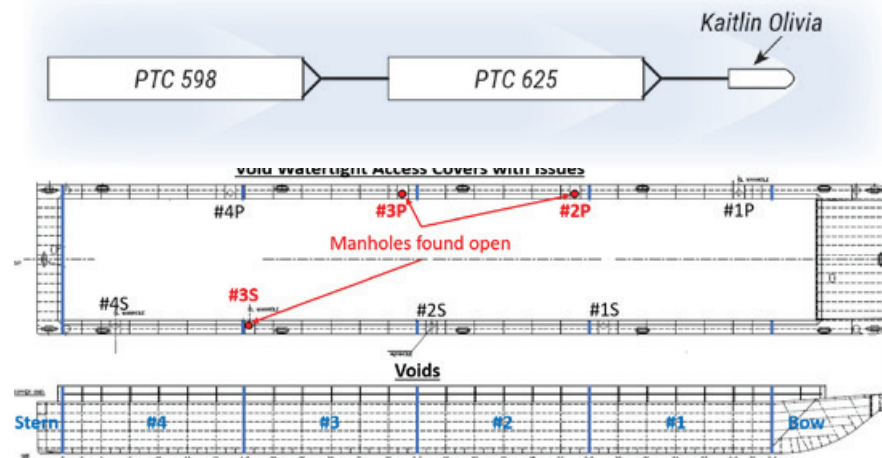 Kaitlin Olivia
PTC 598
PTC 625
Void Watertight Access Covers with Issues
#4P
#3P
#2P
#1P
Manholes found open
#4S
#3S
#2S
#1S
Voids
Stern
#4
#3
#2
#1
Bow